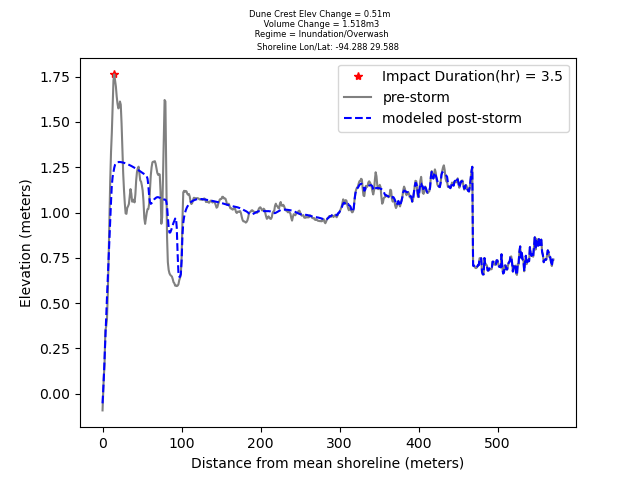 Dune Crest Elev Change = 0.51m
Volume Change = 1.518m3
Regime = Inundation/Overwash
Shoreline Lon/Lat: -94.288 29.588
Impact Duration(hr) = 3.5
pre-storm
modeled post-storm
Elevation (meters)
1.75
1.50
1.25
1.00
0.75
0.50
0.25
0.00
0 100 200 300 400 500
Distance from mean shoreline (meters)